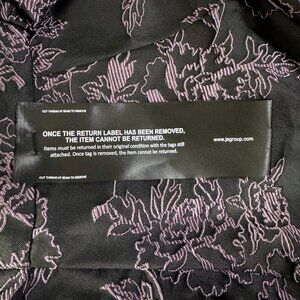 CUT THREAD AT SEAM TO REMOVE
ONCE THE RETURN LABEL HAS BEEN REMOVED,
THE ITEM CANNOT BE RETURNED.
Items must be returned in their original condition with the tags still
attached. Once tag is removed, the item cannot be returned.
www.jsgroup.com
CUT THREAD AT SEAM TO REMOVE